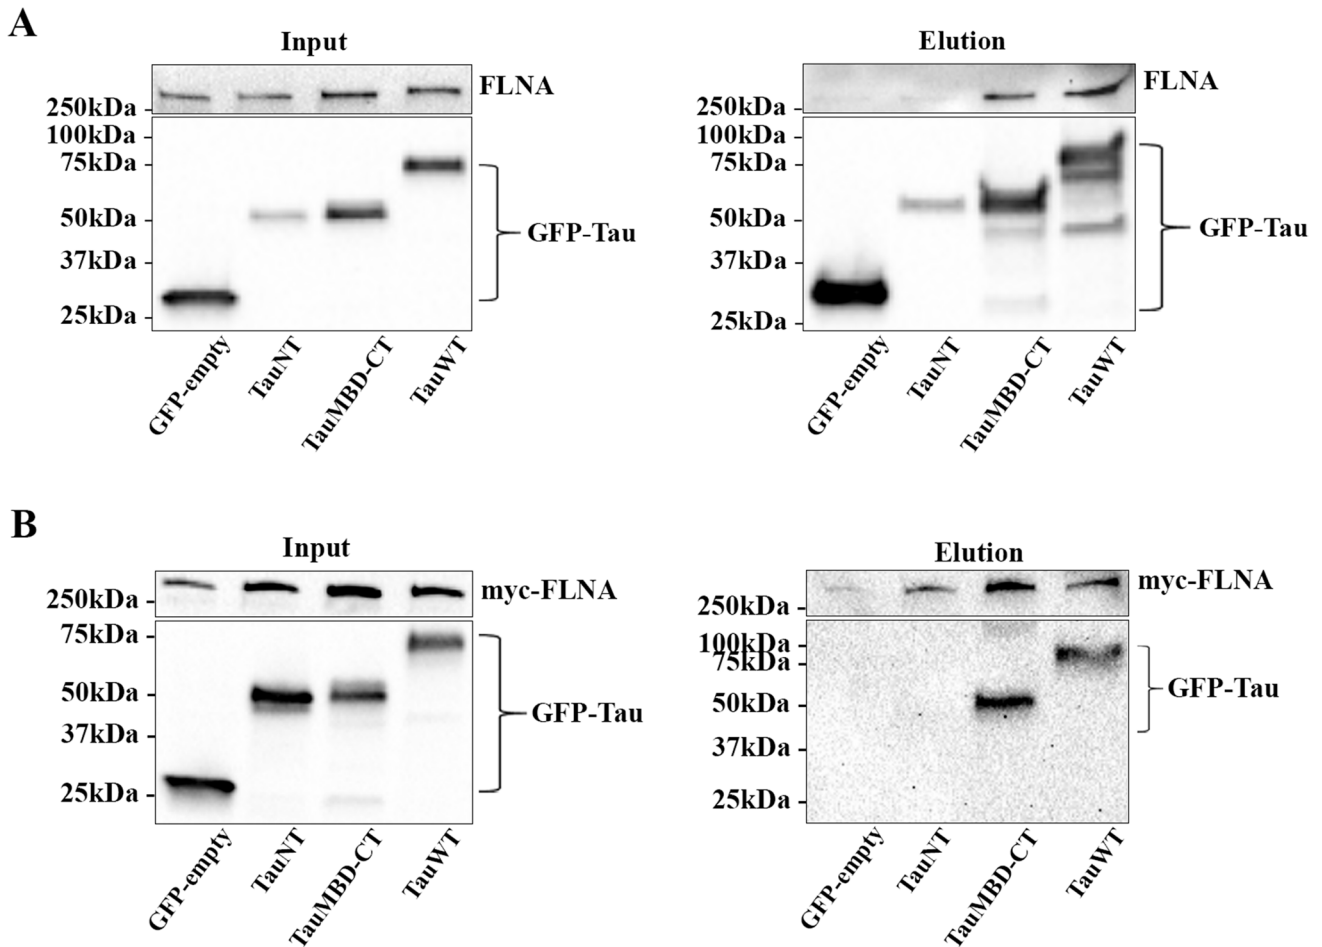 A
Input
Elution
FLNA
250kDa
100kDa
75kDa
50kDa
37kDa
25kDa
GFP-Tau
GFP-empty
TauNT
TauMBD-CT
TauWT
FLNA
250kDa
100kDa
75kDa
50kDa
37kDa
25kDa
GFP-Tau
GFP-empty
TauNT
TauMBD-CT
TauWT
B
Input
Elution
myc-FLNA
250kDa
75kDa
50kDa
37kDa
25kDa
GFP-Tau
GFP-empty
TauNT
TauMBD-CT
TauWT
myc-FLNA
250kDa
100kDa
75kDa
50kDa
37kDa
25kDa
GFP-Tau
GFP-empty
TauNT
TauMBD-CT
TauWT